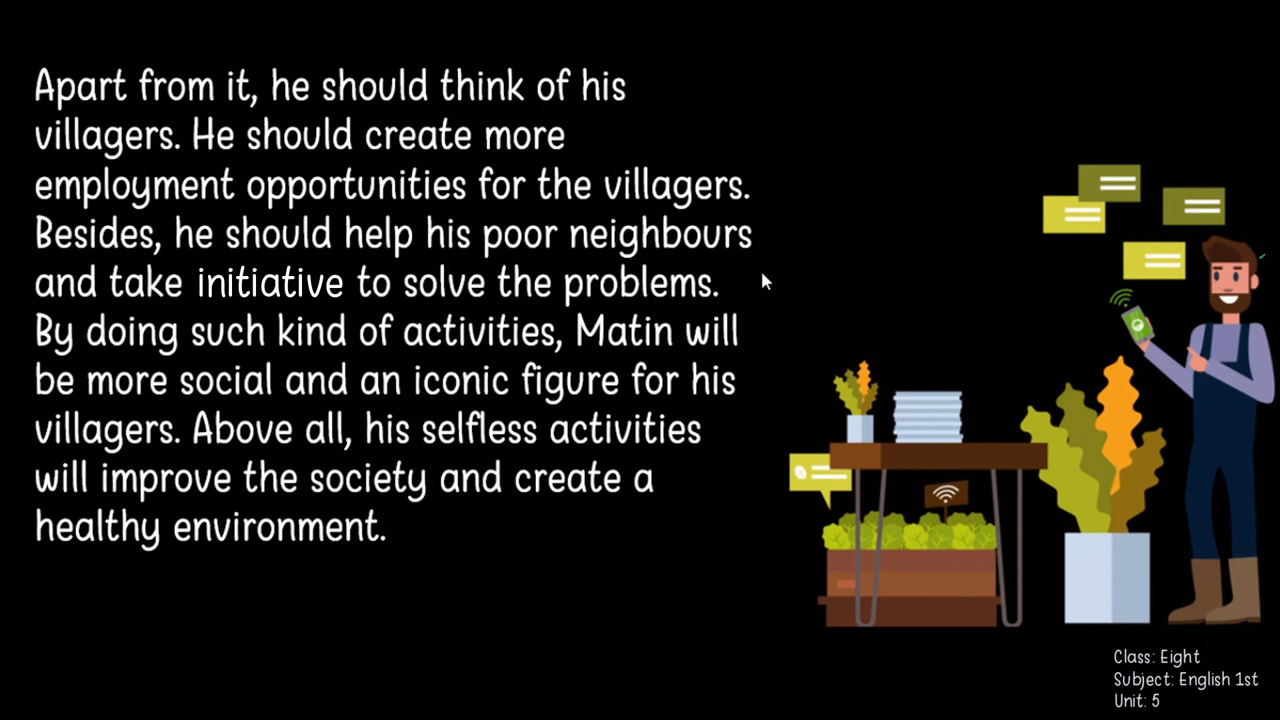 Apart from it, he should think of his
villagers. He should create more
employment opportunities for the villagers.
Besides, he should help his poor neighbours
and take initiative to solve the problems.
By doing such kind of activities, Matin will
be more social and an iconic figure for his
villagers. Above all, his selfless activities
will improve the society and create a
healthy environment.
Class: Eight
Subject: English 1st
Unit: 5